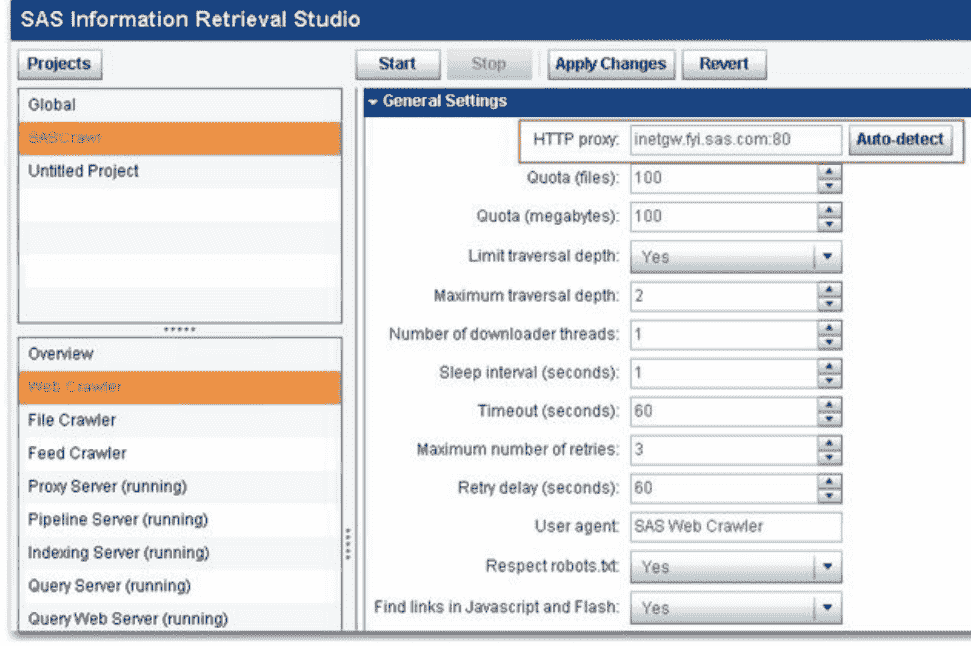 SAS Information Retrieval Studio
Projects
Start Stop Apply Changes Revert
Global
SASCrawl
Untitled Project
Overview
Web Crawler
File Crawler
Feed Crawler
Proxy Server (running)
Pipeline Server (running)
Indexing Server (running)
Query Server (running)
Query Web Server (running)
General Settings
HTTP proxy: inetgw.fyi.sas.com:80 Auto-detect
Quota (files): 100
Quota (megabytes): 100
Limit traversal depth: Yes
Maximum traversal depth: 2
Number of downloader threads: 1
Sleep interval (seconds): 1
Timeout (seconds): 60
Maximum number of retries: 3
Retry delay (seconds): 60
User agent: SAS Web Crawler
Respect robots.txt: Yes
Find links in Javascript and Flash: Yes